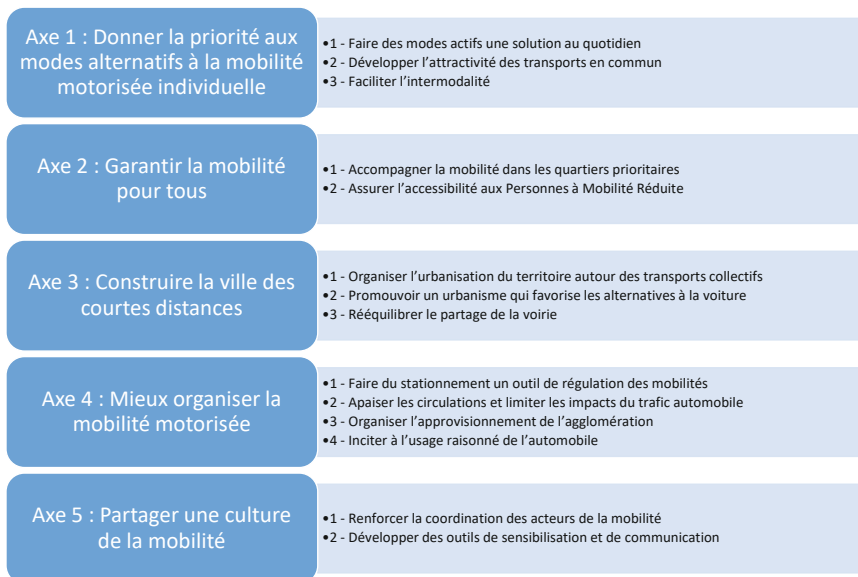 Axe 1 : Donner la priorité aux
modes alternatifs à la mobilité
motorisée individuelle
•1 - Faire des modes actifs une solution au quotidien
•2 - Développer l'attractivité des transports en commun
•3 - Faciliter l'intermodalité
Axe 2 : Garantir la mobilité
pour tous
•1 - Accompagner la mobilité dans les quartiers prioritaires
•2 - Assurer l'accessibilité aux Personnes à Mobilité Réduite
Axe 3 : Construire la ville des
courtes distances
•1 - Organiser l'urbanisation du territoire autour des transports collectifs
•2 - Promouvoir un urbanisme qui favorise les alternatives à la voiture
•3 - Rééquilibrer le partage de la voirie
Axe 4 : Mieux organiser la
mobilité motorisée
•1 - Faire du stationnement un outil de régulation des mobilités
•2 - Apaiser les circulations et limiter les impacts du trafic automobile
•3 - Organiser l'approvisionnement de l'agglomération
•4 - Inciter à l'usage raisonné de l'automobile
Axe 5 : Partager une culture
de la mobilité
•1 - Renforcer la coordination des acteurs de la mobilité
•2 - Développer des outils de sensibilisation et de communication